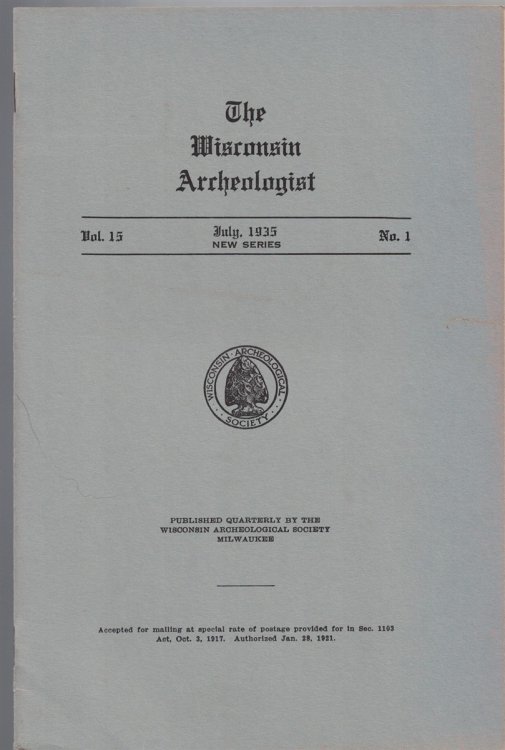 The
Wisconsin
Archeologist
Vol. 15 July, 1935 No. 1
NEW SERIES
WISCONSIN · ARCHEOLOGICAL
· · SOCIETY · ·
PUBLISHED QUARTERLY BY THE
WISCONSIN ARCHEOLOGICAL SOCIETY
MILWAUKEE
Accepted for mailing at special rate of postage provided for in Sec. 1103
Act, Oct. 3, 1917. Authorized Jan. 28, 1921.